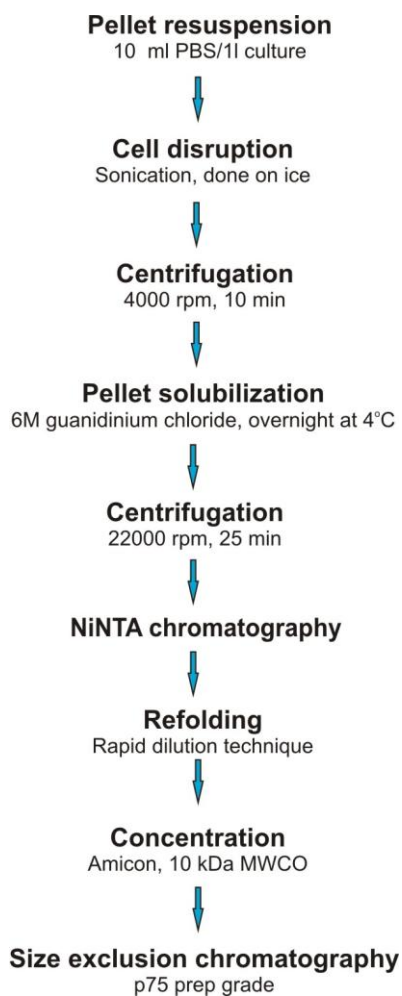 Pellet resuspension
10 ml PBS/1l culture
Cell disruption
Sonication, done on ice
Centrifugation
4000 rpm, 10 min
Pellet solubilization
6M guanidinium chloride, overnight at 4°C
Centrifugation
22000 rpm, 25 min
NiNTA chromatography
Refolding
Rapid dilution technique
Concentration
Amicon, 10 kDa MWCO
Size exclusion chromatography
p75 prep grade